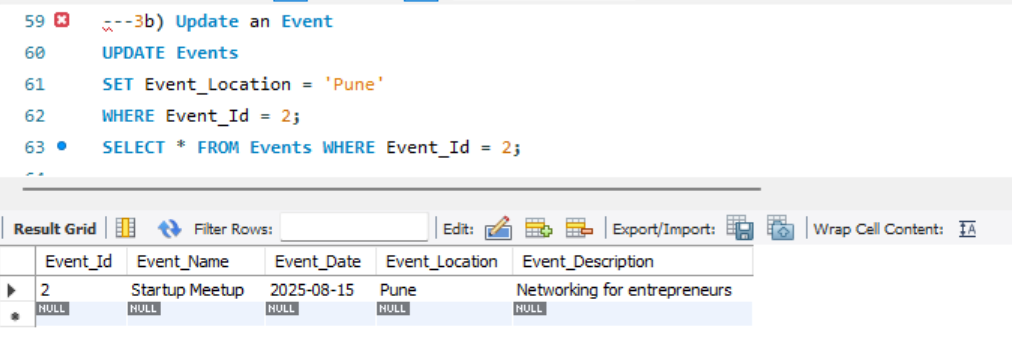 59 ---3b) Update an Event
60 UPDATE Events
61 SET Event_Location = 'Pune'
62 WHERE Event_Id = 2;
63 SELECT * FROM Events WHERE Event_Id = 2;
Result Grid Filter Rows: Edit: Export/Import: Wrap Cell Content: IA
Event_Id Event_Name Event_Date Event_Location Event_Description
2 Startup Meetup 2025-08-15 Pune Networking for entrepreneurs
NULL NULL NULL NULL NULL